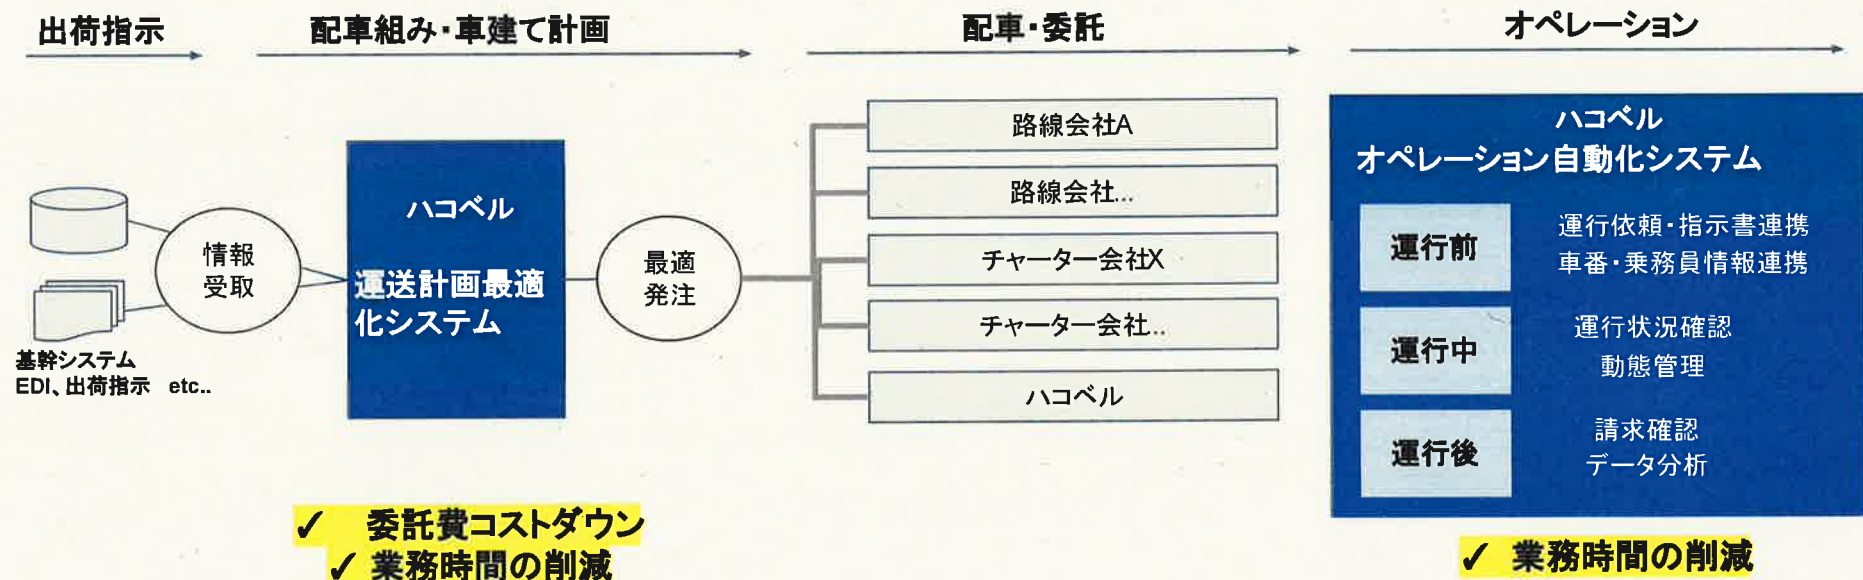 出荷指示
配車組み・車建て計画
配車・委託
オペレーション
基幹システム
EDI、出荷指示 etc..
情報
受取
ハコベル
運送計画最適
化システム
最適
発注
路線会社A
路線会社...
チャーター会社X
チャーター会社...
ハコベル
ハコベル
オペレーション自動化システム
運行前
運行依頼・指示書連携
車番・乗務員情報連携
運行中
運行状況確認
動態管理
運行後
請求確認
データ分析
✓ 委託費コストダウン
✓ 業務時間の削減
✓ 業務時間の削減